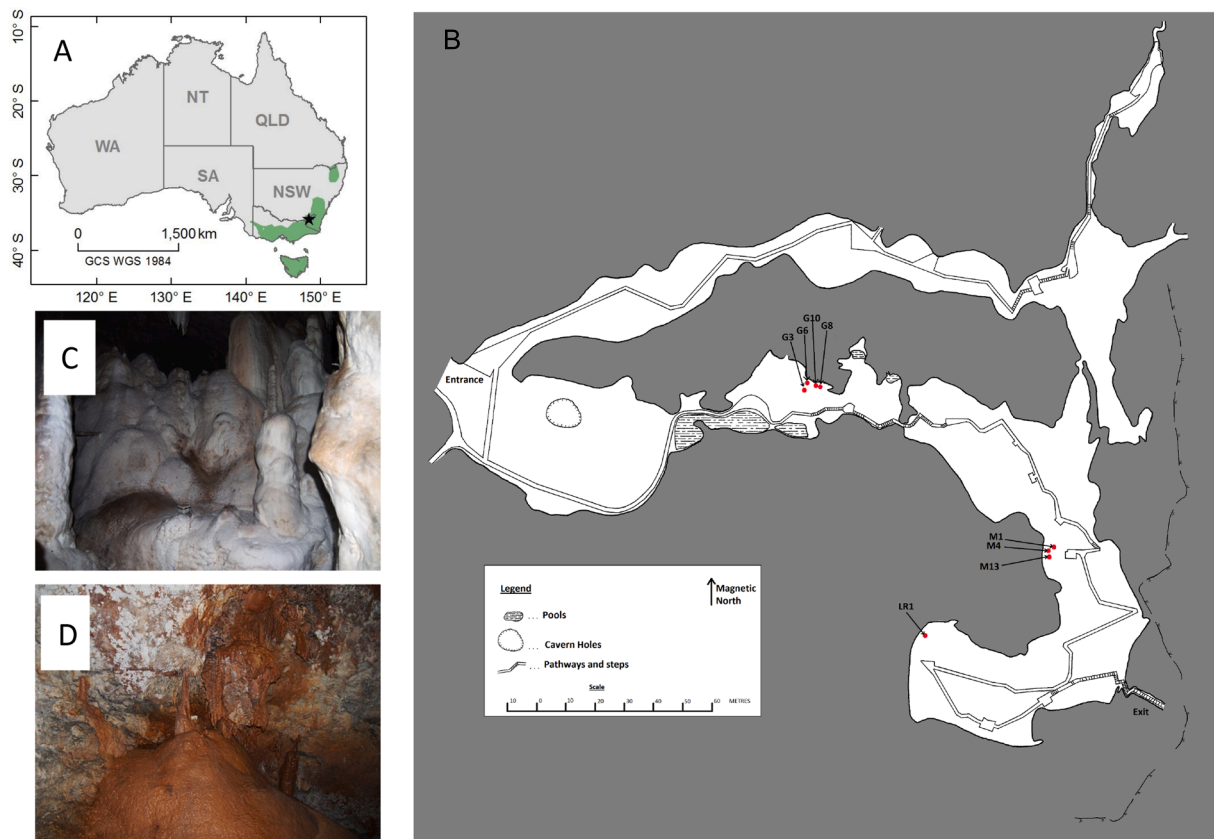 A
10° S
20° S
30° S
40° S
NT
QLD
WA
SA
NSW
0 1,500 km
GCS WGS 1984
120° E 130° E 140° E 150° E
B
G10
G6 G8
G3
Entrance
M1
M4
M13
LR1
Exit
Legend
Magnetic
North
... Pools
... Cavern Holes
... Pathways and steps
Scale
10 0 10 20 30 40 50 60 METRES
C
D